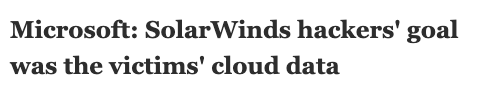 Microsoft: SolarWinds hackers' goal
was the victims' cloud data